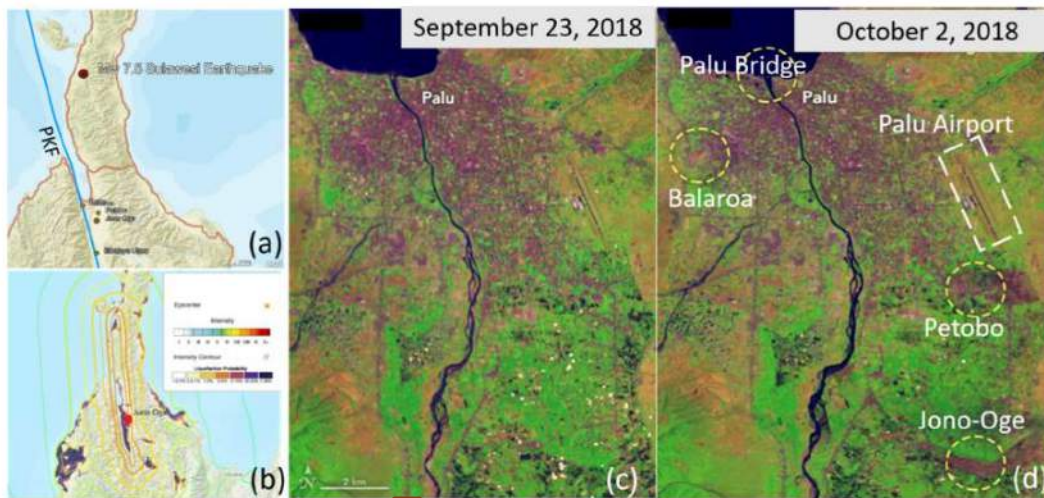 Mw 7.5 Sulawesi Earthquake
PKF
(a)
Epicenter
Intensity
Intensity Contour
Liquefaction Probability
Jono Oge
(b)
September 23, 2018
Palu
N
2 km
(c)
October 2, 2018
Palu Bridge
Palu
Palu Airport
Balaroa
Petobo
Jono-Oge
(d)